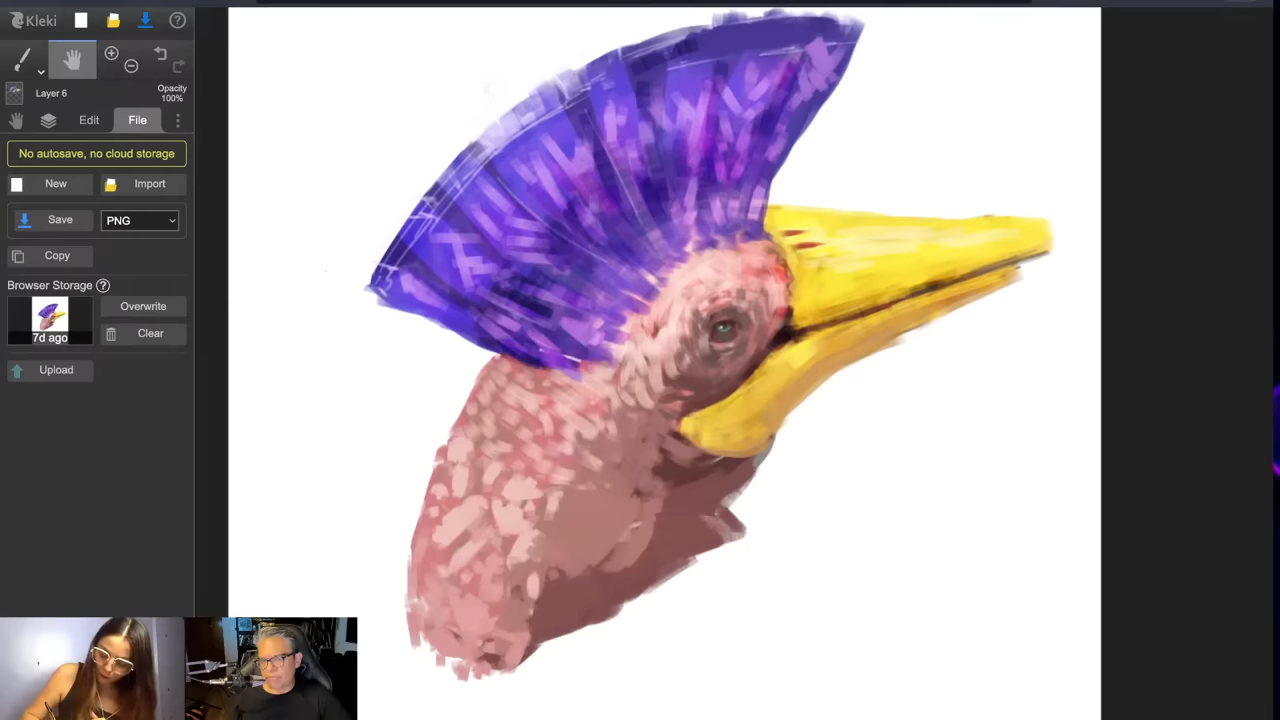 Kleki
Layer 6
Opacity
100%
Edit
File
No autosave, no cloud storage
New
Import
Save
PNG
Copy
Browser Storage
Overwrite
7d ago
Clear
Upload